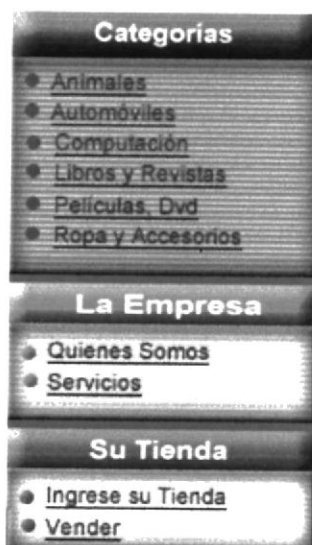 Categorías
Animales
Automóviles
Computación
Libros y Revistas
Películas, Dvd
Ropa y Accesorios
La Empresa
Quienes Somos
Servicios
Su Tienda
Ingrese su Tienda
Vender